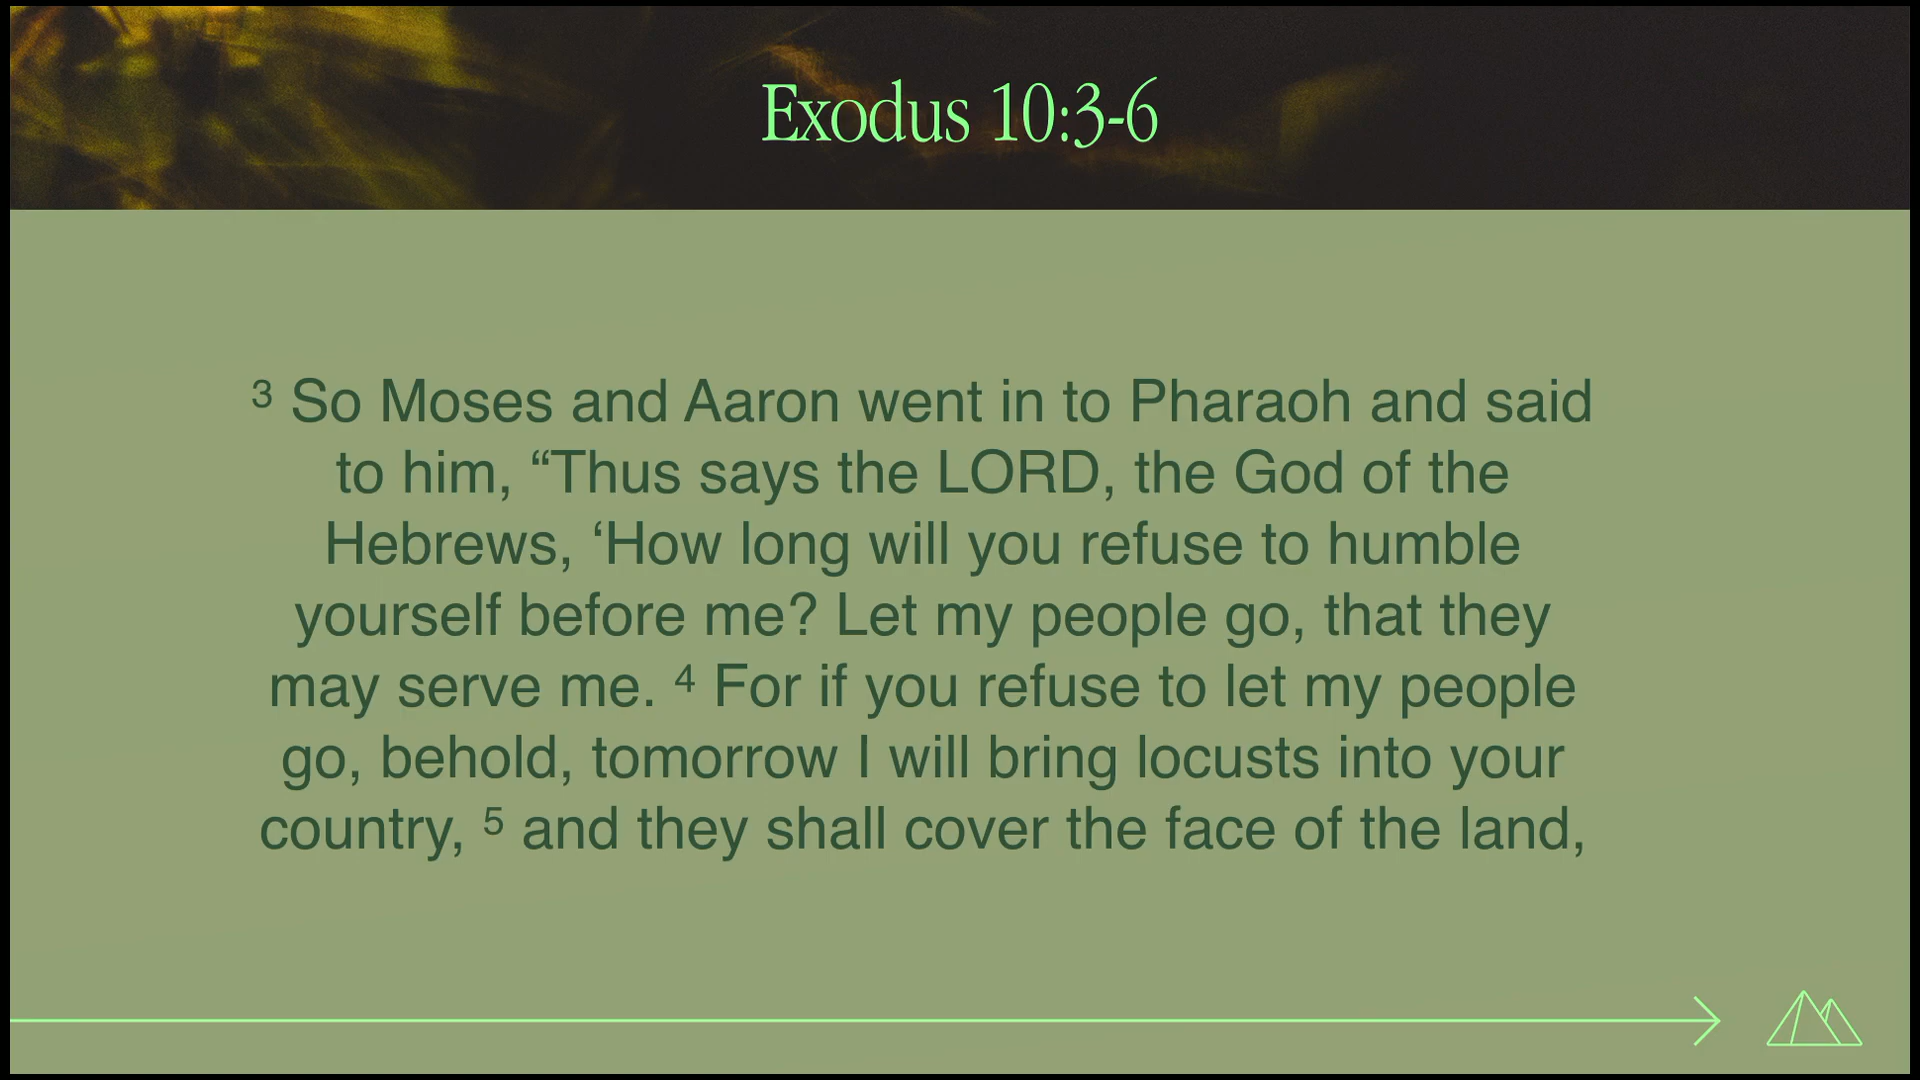 Exodus 10:3-6
³ So Moses and Aaron went in to Pharaoh and said
to him, “Thus says the LORD, the God of the
Hebrews, ‘How long will you refuse to humble
yourself before me? Let my people go, that they
may serve me. ⁴ For if you refuse to let my people
go, behold, tomorrow I will bring locusts into your
country, ⁵ and they shall cover the face of the land,